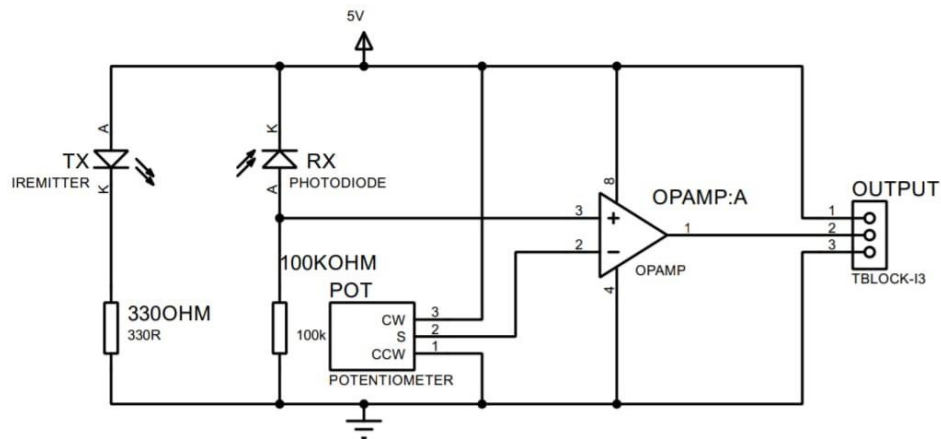 5V
A
K
TX
RX
IREMITTER
PHOTODIODE
K
A
8
OPAMP:A
OUTPUT
3
+
1
1
2
2
−
3
OPAMP
TBLOCK-I3
4
100KOHM
POT
330OHM
330R
100k
CW
3
S
2
CCW
1
POTENTIOMETER